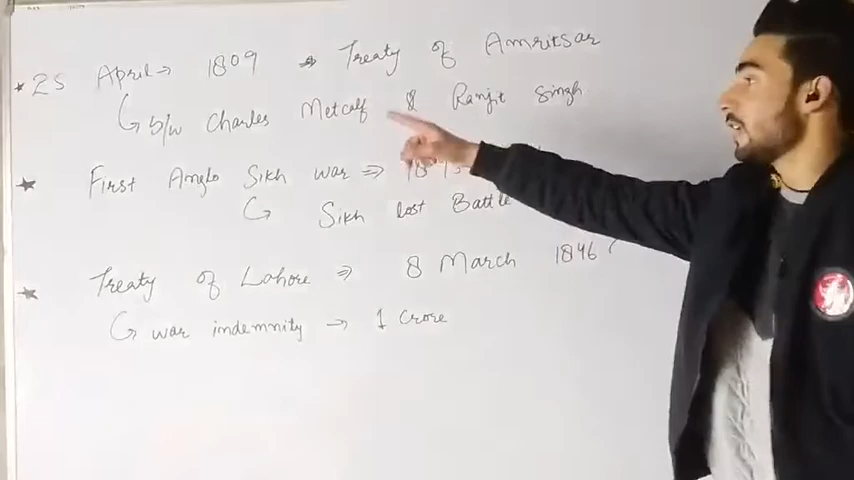 * 25 April → 1809 → Treaty of Amritsar
↳ b/w Charles Metcalf & Ranjit Singh
* First Anglo Sikh war ⇒
↳ Sikh lost Battle
* Treaty of Lahore ⇒ 8 March 1846
↳ war indemnity → 1 Crore